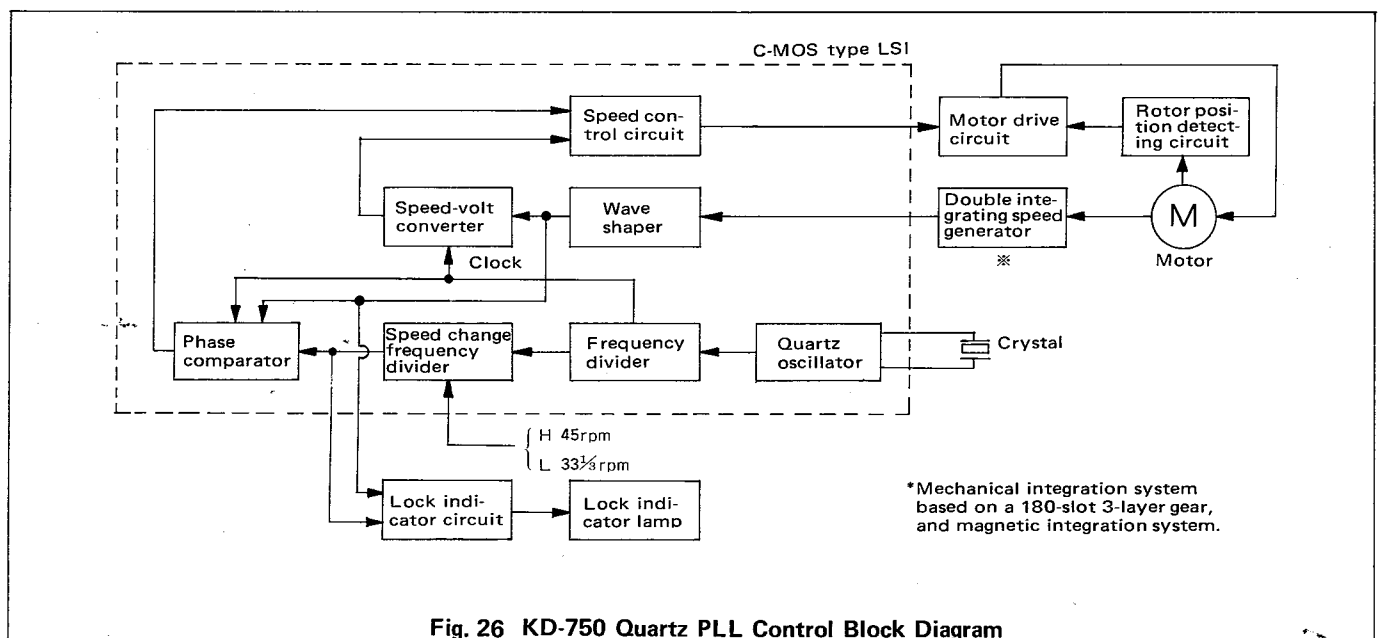 C-MOS type LSI
Speed con-
trol circuit
Motor drive
circuit
Rotor posi-
tion detect-
ing circuit
Speed-volt
converter
Wave
shaper
Double inte-
grating speed
generator
※
M
Motor
Clock
Phase
comparator
Speed change
frequency
divider
Frequency
divider
Quartz
oscillator
Crystal
H 45rpm
L 33⅓rpm
Lock indi-
cator circuit
Lock indi-
cator lamp
*Mechanical integration system
based on a 180-slot 3-layer gear,
and magnetic integration system.
Fig. 26 KD-750 Quartz PLL Control Block Diagram